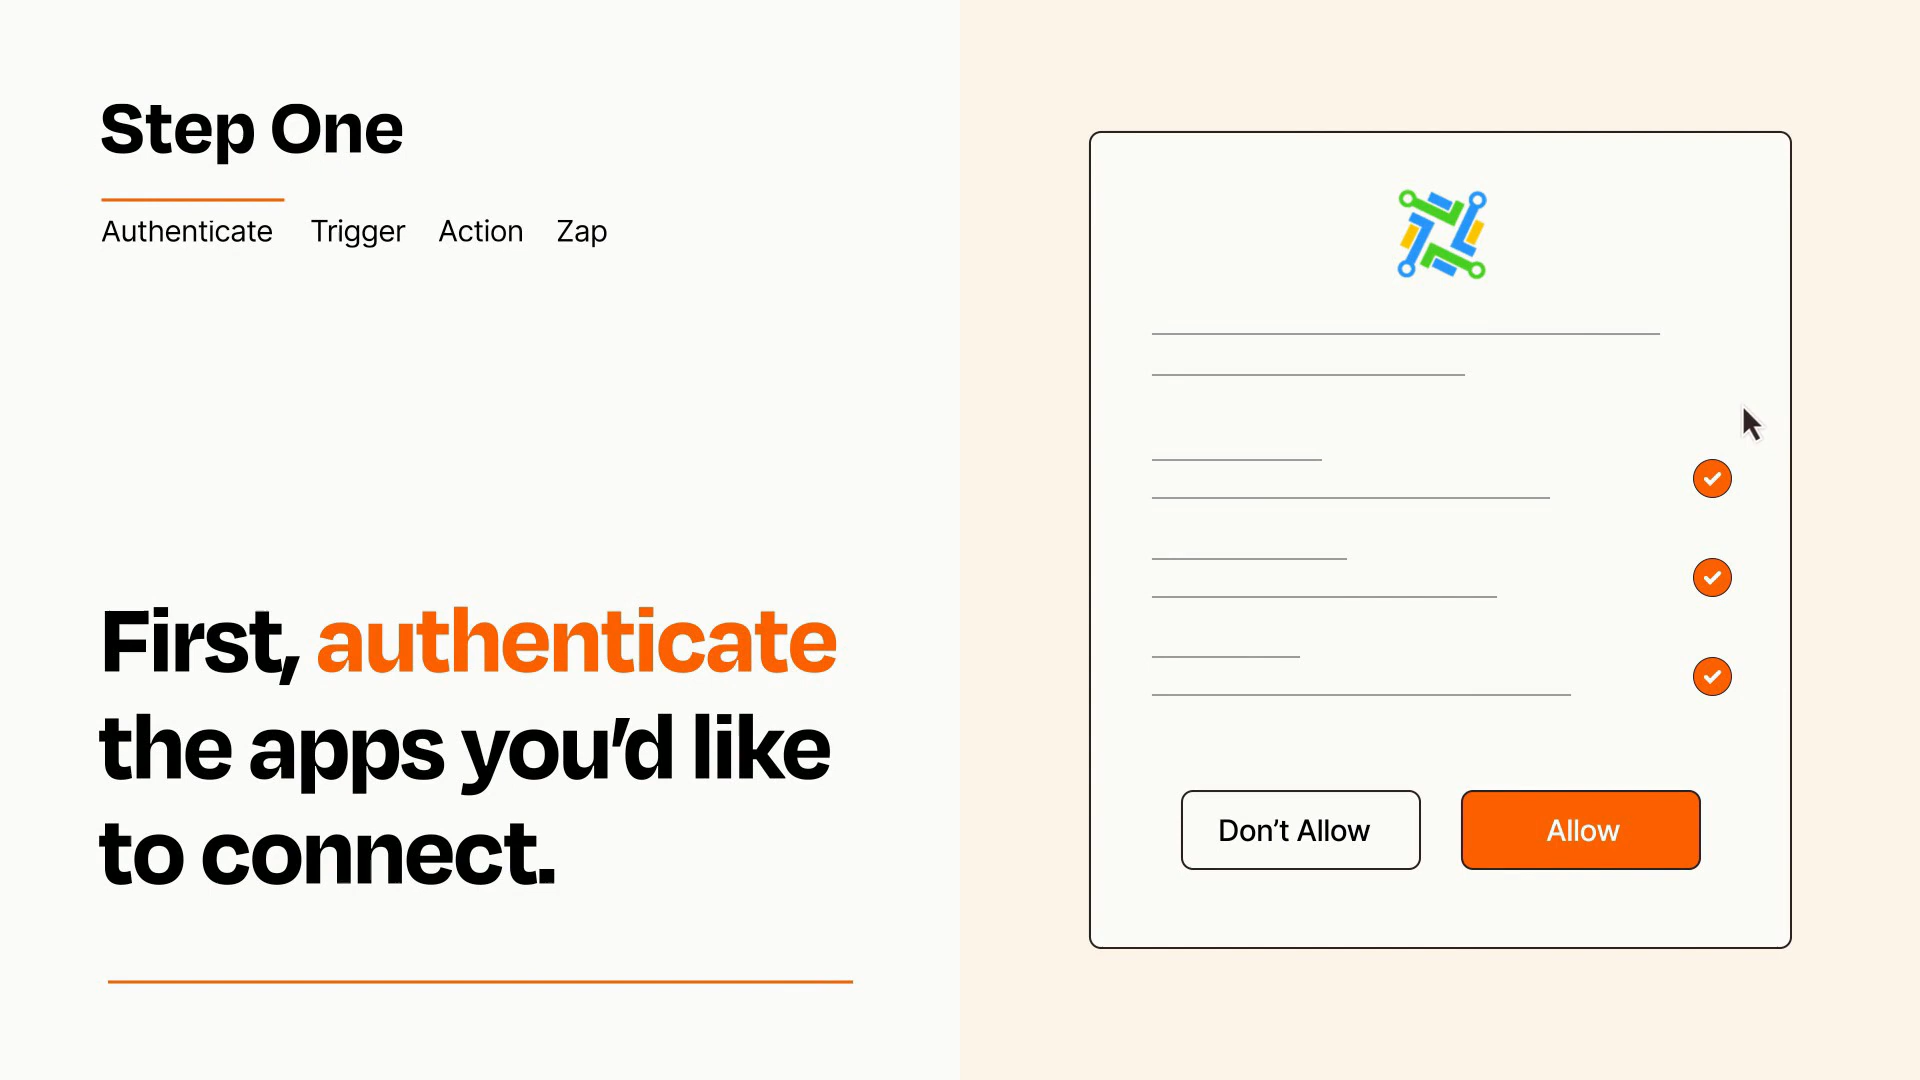 Step One
Authenticate Trigger Action Zap
First, authenticate
the apps you’d like
to connect.
Don’t Allow
Allow